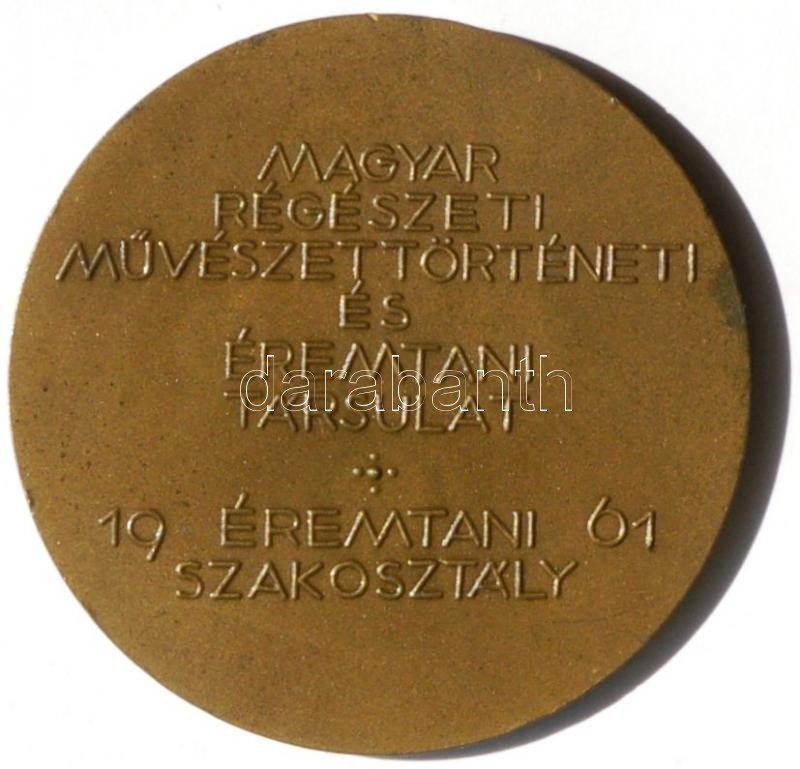 MAGYAR
RÉGÉSZETI
MŰVÉSZETTÖRTÉNETI
ÉS
ÉREMTANI
darabanth
TÁRSULAT
19 ÉREMTANI 61
SZAKOSZTÁLY